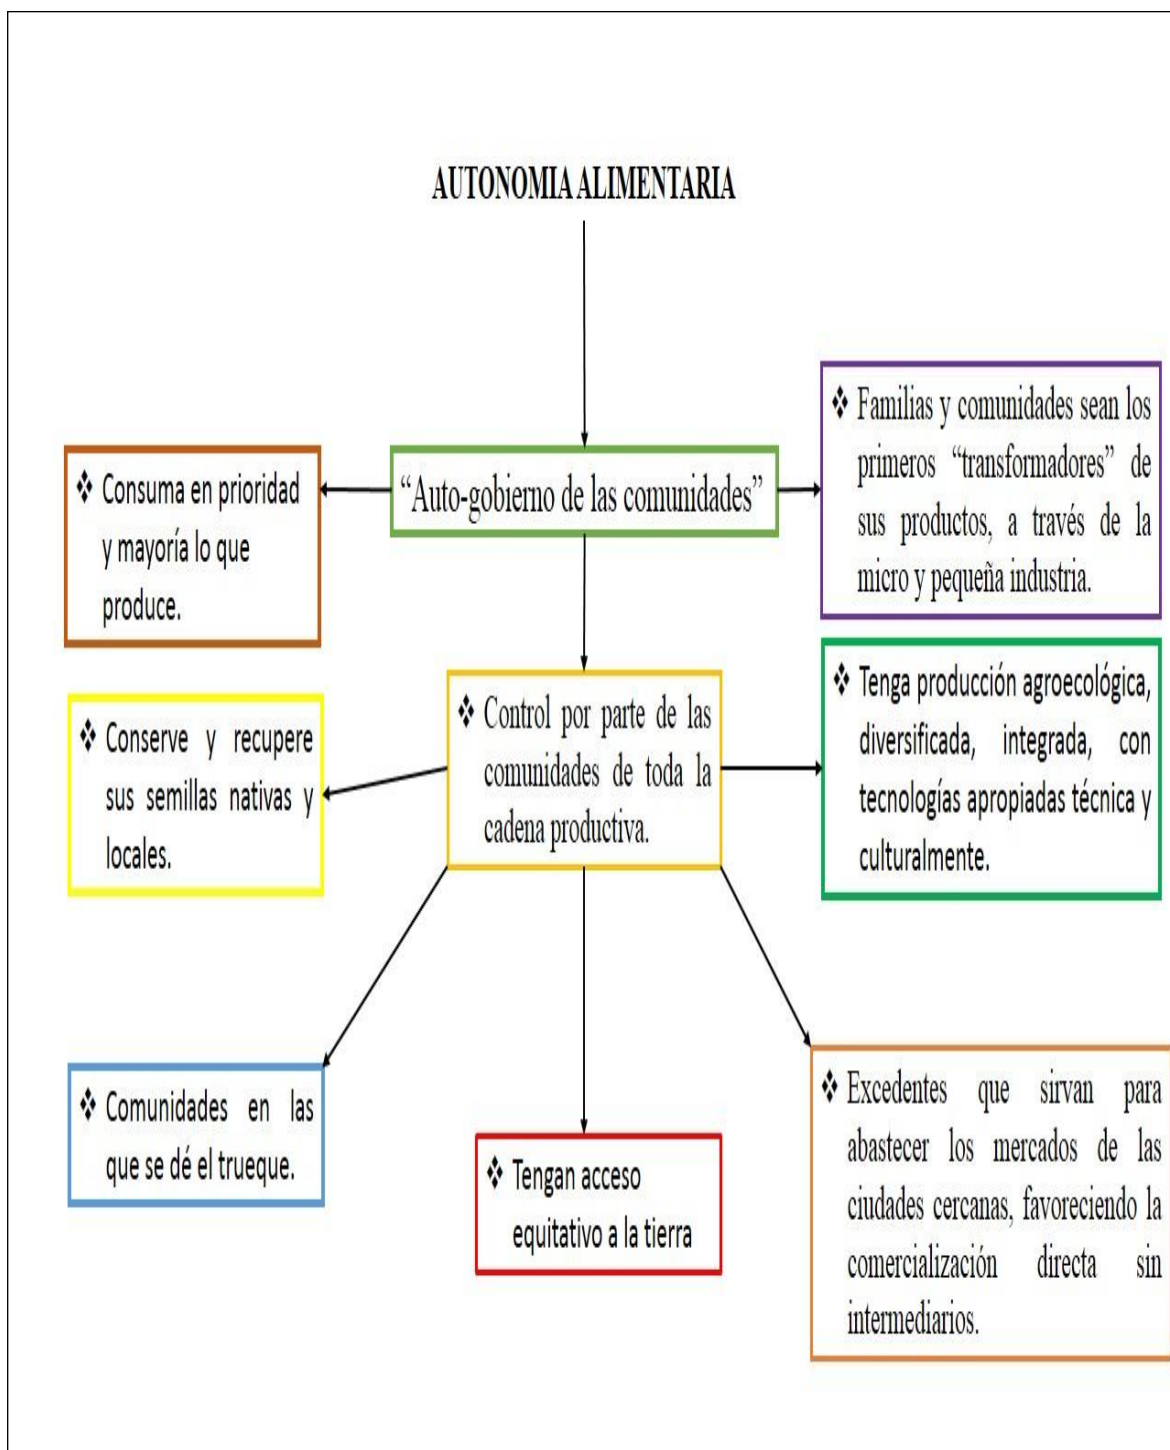 AUTONOMIA ALIMENTARIA
❖ Consuma en prioridad
y mayoría lo que
produce.
“Auto-gobierno de las comunidades”
❖ Familias y comunidades sean los
primeros “transformadores” de
sus productos, a través de la
micro y pequeña industria.
❖ Conserve y recupere
sus semillas nativas y
locales.
❖ Control por parte de las
comunidades de toda la
cadena productiva.
❖ Tenga producción agroecológica,
diversificada, integrada, con
tecnologías apropiadas técnica y
culturalmente.
❖ Comunidades en las
que se dé el trueque.
❖ Tengan acceso
equitativo a la tierra
❖ Excedentes que sirvan para
abastecer los mercados de las
ciudades cercanas, favoreciendo la
comercialización directa sin
intermediarios.